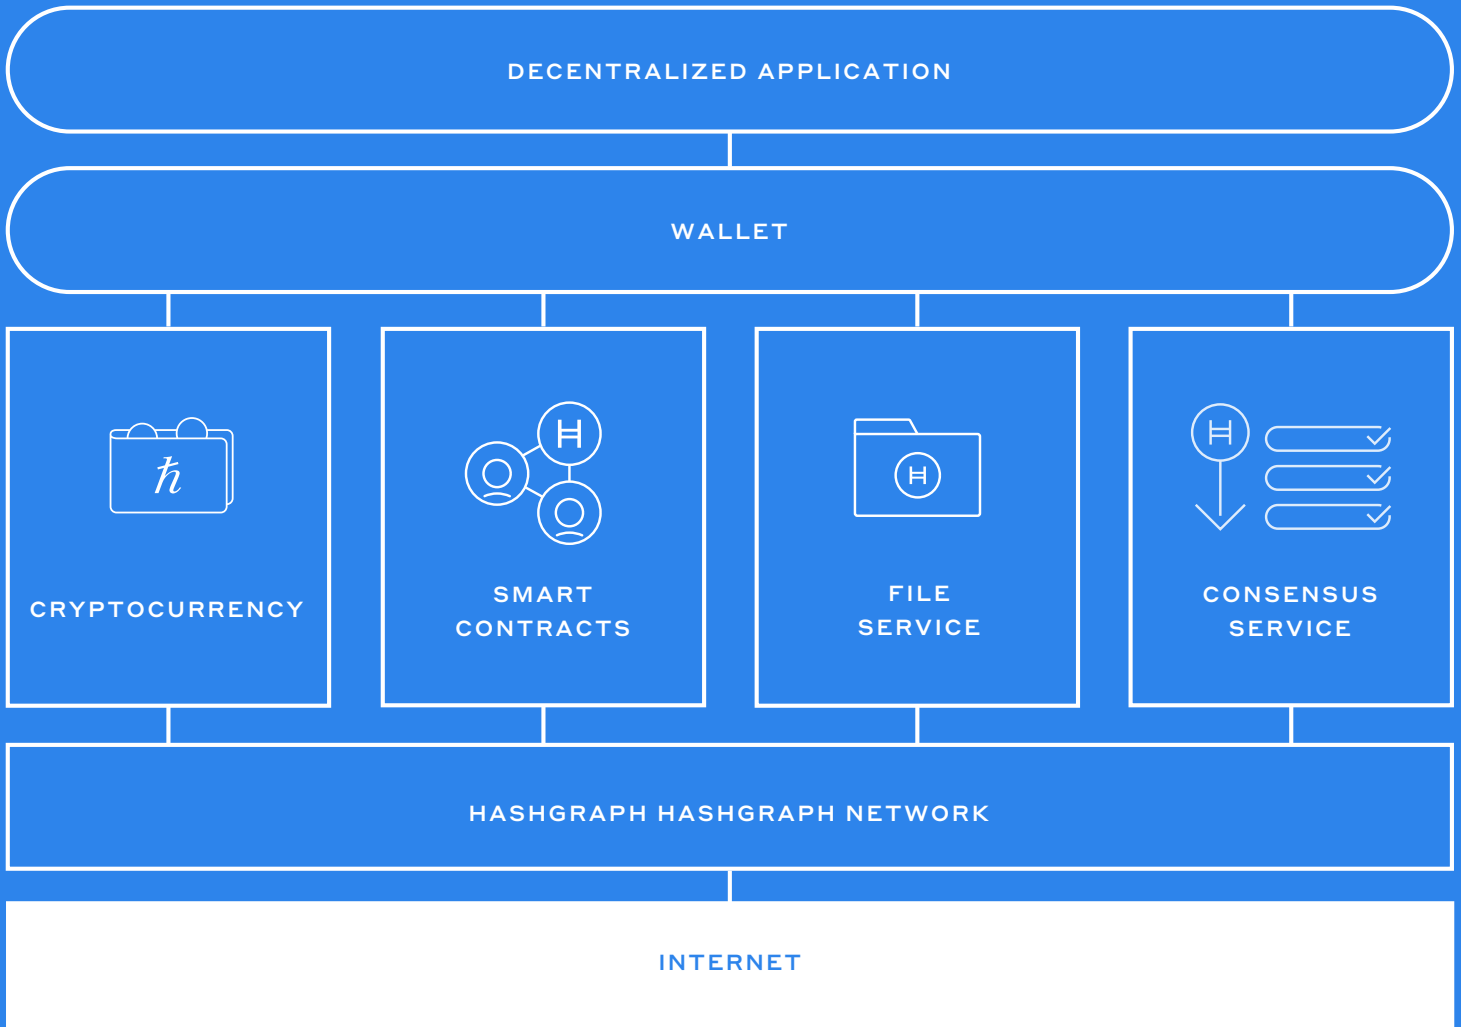 DECENTRALIZED APPLICATION
WALLET
ħ
CRYPTOCURRENCY
SMART
CONTRACTS
FILE
SERVICE
CONSENSUS
SERVICE
HASHGRAPH HASHGRAPH NETWORK
INTERNET